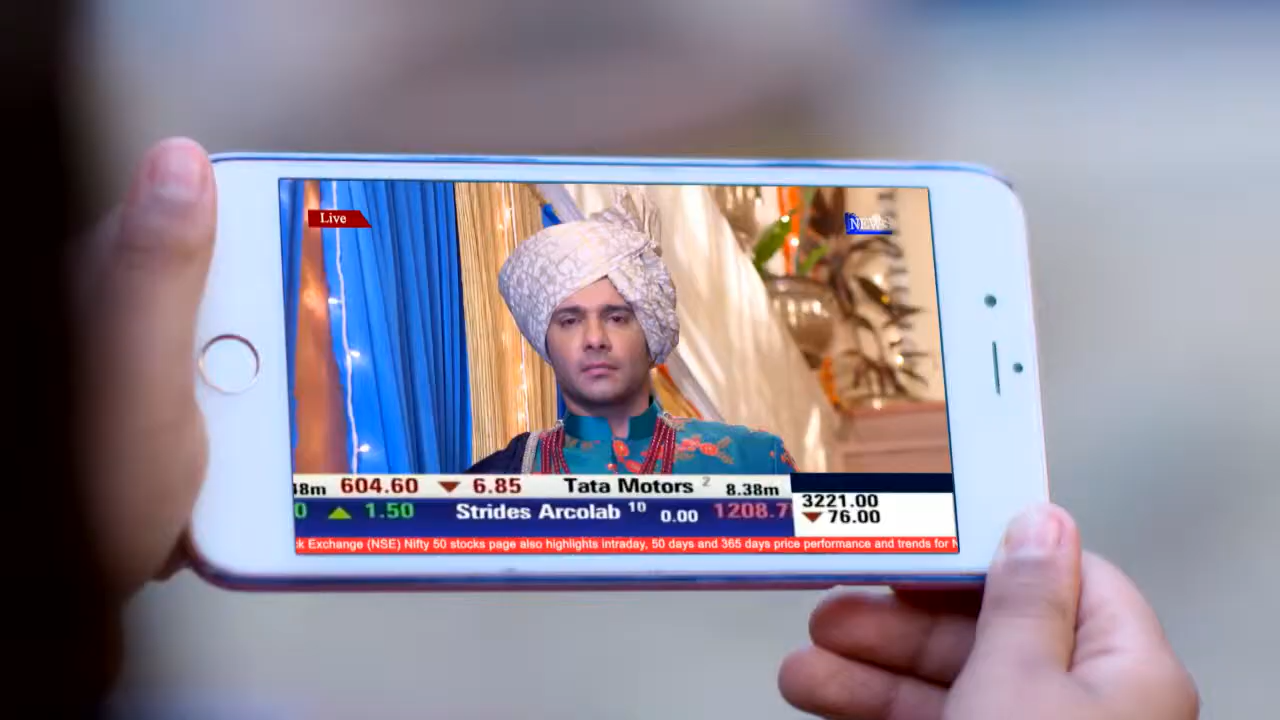 Live
NEWS
48m 604.60 ▼ 6.85 Tata Motors 2 8.38m
0 ▲ 1.50 Strides Arcolab 10 0.00 1208.7
3221.00
▼ 76.00
k Exchange (NSE) Nifty 50 stocks page also highlights intraday, 50 days and 365 days price performance and trends for